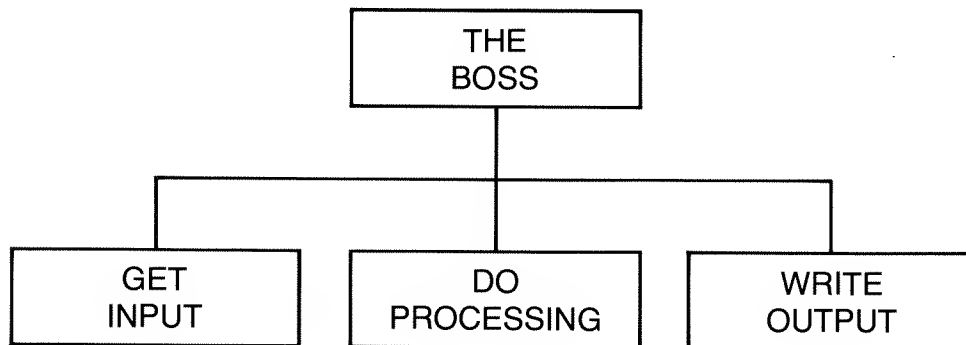 THE
BOSS
GET
INPUT
DO
PROCESSING
WRITE
OUTPUT